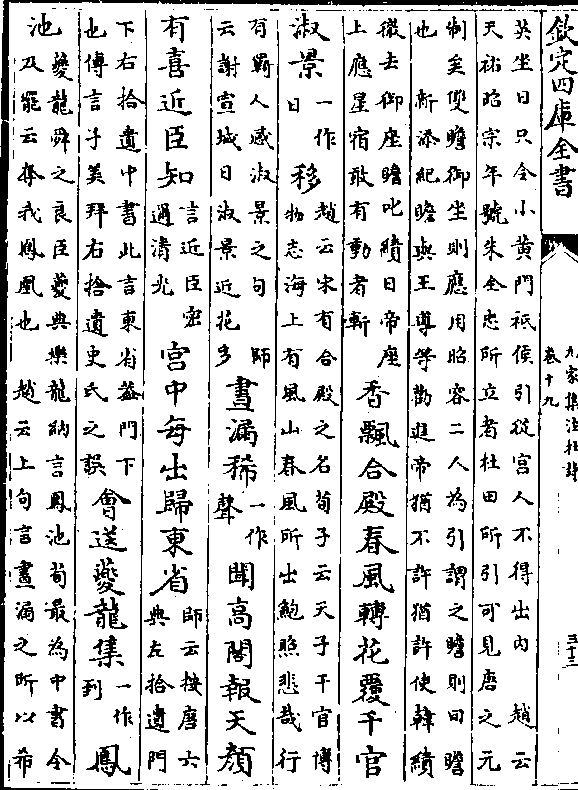 欽定四庫全書
九家集注杜詩
卷十九
三十三
英坐日只令小黄門祇侯引從宫人不得出内 趙云
天祐昭宗年號朱全忠所立者杜田所引可見唐之元
制矣雙瞻御坐則應用昭容二人為引謂之瞻則回瞻
也 新添紀瞻與王導等勸進帝猶不許猶許使韓績
徹去御座瞻叱績日帝座
上應星宿敢有動者斬
香飄合殿春風轉花覆千官
淑景
一作
日
移
趙云宋有合殿之名荀子云天子千官博
物志海上有風山春風所出鮑照悲哉行
有羇人感淑景之句 師
云謝宣城日淑景近花多
晝漏稀
一作
聲
聞高閣報天顔
有喜近臣知
言近臣密
邇清光
宮中每出歸東省
師云按唐六
典左拾遺門
下右拾遺中書此言東省葢門下
也傳言子美拜右拾遺史氏之誤
會送夔龍集
一作
到
鳳
池
夔龍舜之良臣夔典樂龍納言鳳池荀最為中書令
及罷云奪我鳳凰也 趙云上句言晝漏之所以希